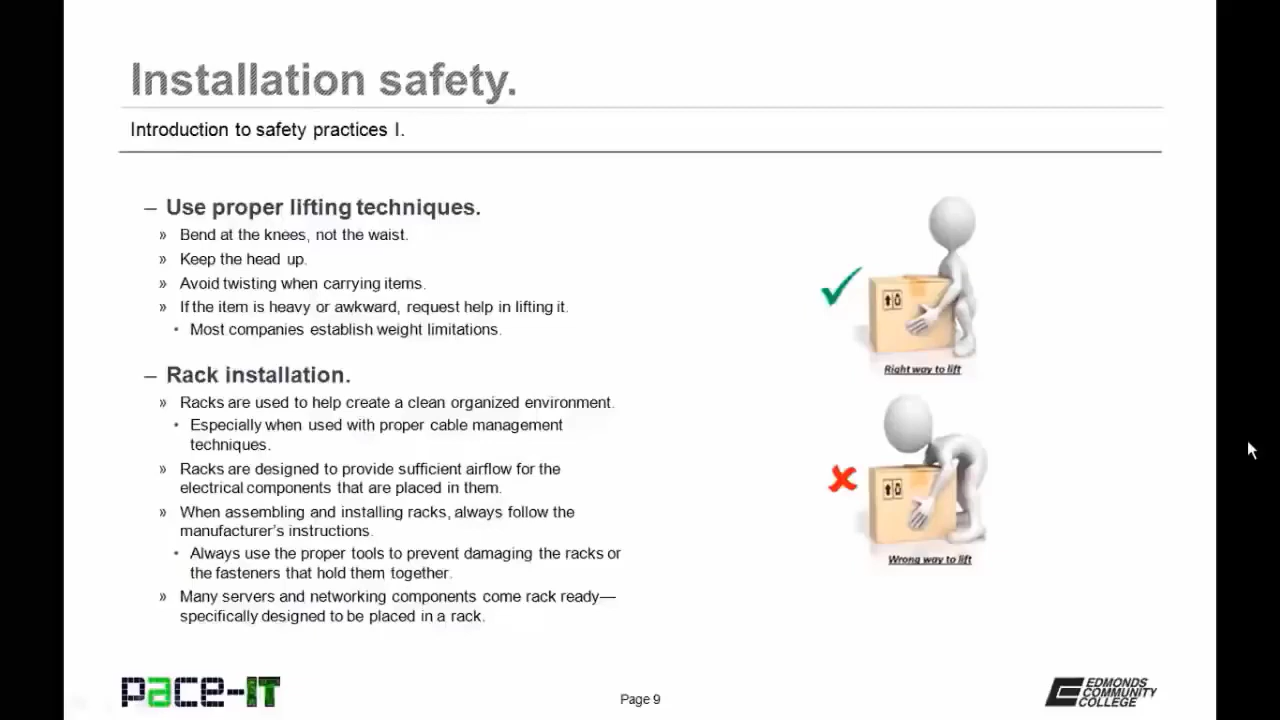 Installation safety.
Introduction to safety practices I.
– Use proper lifting techniques.
» Bend at the knees, not the waist.
» Keep the head up.
» Avoid twisting when carrying items.
» If the item is heavy or awkward, request help in lifting it.
• Most companies establish weight limitations.
– Rack installation.
» Racks are used to help create a clean organized environment.
• Especially when used with proper cable management
techniques.
» Racks are designed to provide sufficient airflow for the
electrical components that are placed in them.
» When assembling and installing racks, always follow the
manufacturer's instructions.
• Always use the proper tools to prevent damaging the racks or
the fasteners that hold them together.
» Many servers and networking components come rack ready—
specifically designed to be placed in a rack.
Right way to lift
Wrong way to lift
pace-IT
Page 9
EDMONDS
COMMUNITY
COLLEGE